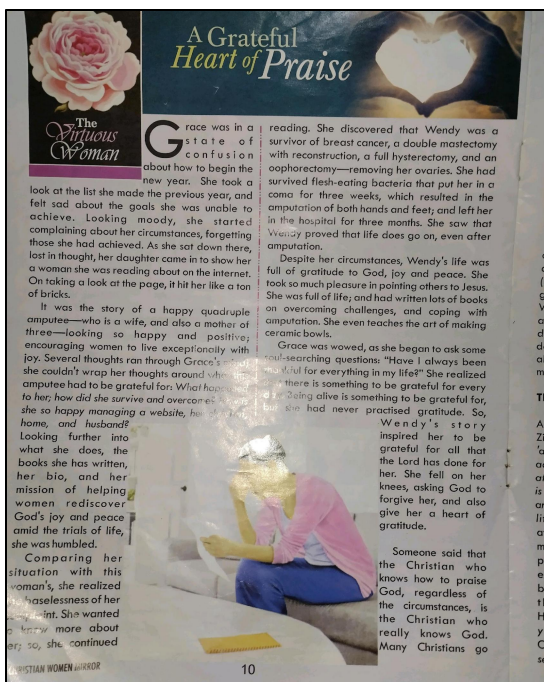 A Grateful
Heart of Praise
The
Virtuous
Woman
Grace was in a
state of
confusion
about how to begin the
new year. She took a
look at the list she made the previous year, and
felt sad about the goals she was unable to
achieve. Looking moody, she started
complaining about her circumstances, forgetting
those she had achieved. As she sat down there,
lost in thought, her daughter came in to show her
a woman she was reading about on the internet.
On taking a look at the page, it hit her like a ton
of bricks.
It was the story of a happy quadruple
amputee—who is a wife, and also a mother of
three—looking so happy and positive;
encouraging women to live exceptionally with
joy. Several thoughts ran through Grace's
she couldn't wrap her thoughts around
amputee had to be grateful for: What
to her; how did she survive and
she so happy managing a website, her
home, and husband?
Looking further into
what she does, the
books she has written,
her bio, and her
mission of helping
women rediscover
God's joy and peace
amid the trials of life,
she was humbled.
Comparing her
situation with this
woman's, she realized
baselessness of her
She wanted
know more about
so, she continued
reading. She discovered that Wendy was a
survivor of breast cancer, a double mastectomy
with reconstruction, a full hysterectomy, and an
oophorectomy—removing her ovaries. She had
survived flesh-eating bacteria that put her in a
coma for three weeks, which resulted in the
amputation of both hands and feet; and left her
in the hospital for three months. She saw that
Wendy proved that life does go on, even after
amputation.
Despite her circumstances, Wendy's life was
full of gratitude to God, joy and peace. She
took so much pleasure in pointing others to Jesus.
She was full of life; and had written lots of books
on overcoming challenges, and coping with
amputation. She even teaches the art of making
ceramic bowls.
Grace was wowed, as she began to ask some
soul-searching questions: "Have I always been
for everything in my life?" She realized
there is something to be grateful for every
Being alive is something to be grateful for,
she had never practised gratitude. So,
Wendy's story
inspired her to be
grateful for all that
the Lord has done for
her. She fell on her
knees, asking God to
forgive her, and also
give her a heart of
gratitude.
Someone said that
the Christian who
knows how to praise
God, regardless of
the circumstances, is
the Christian who
really knows God.
Many Christians go
CHRISTIAN WOMEN MIRROR
10